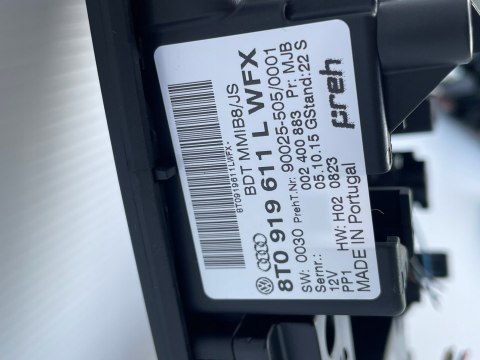 8T0919611LWFX*
BDT MMIB8/JS
8T0 919 611 L WFX
SW: 0030 PrehT.Nr: 90025-505/0001
Sernr.: 002 400 883 Pr: MJB
12V 05.10.15 GStand:22 S
PP1 HW: H02 0823
MADE IN Portugal
preh